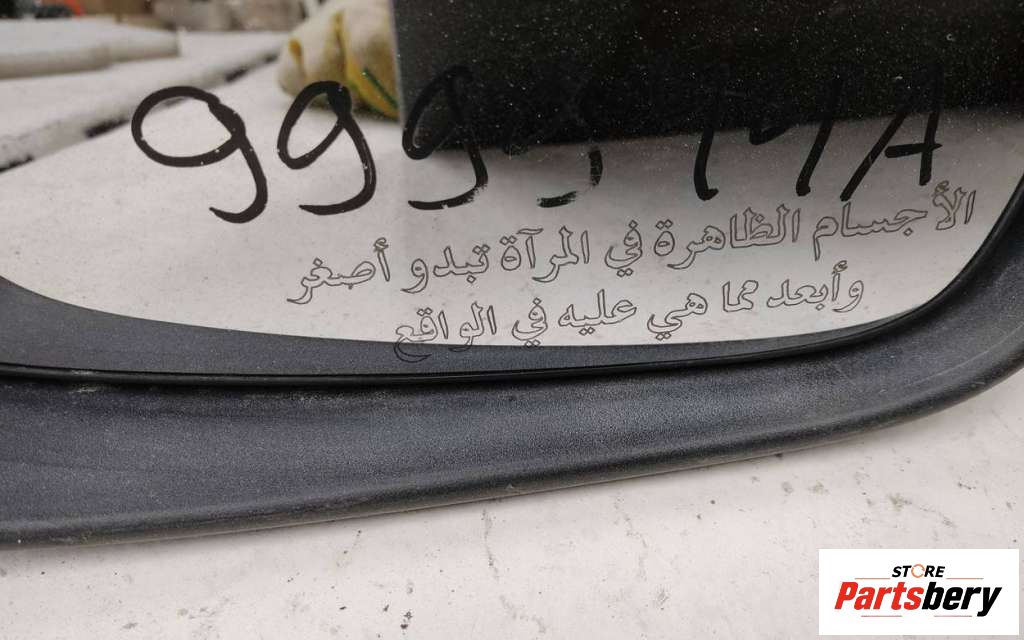 الأجسام الظاهرة في المرآة تبدو أصغر
وأبعد مما هي عليه في الواقع
STORE
Partsbery